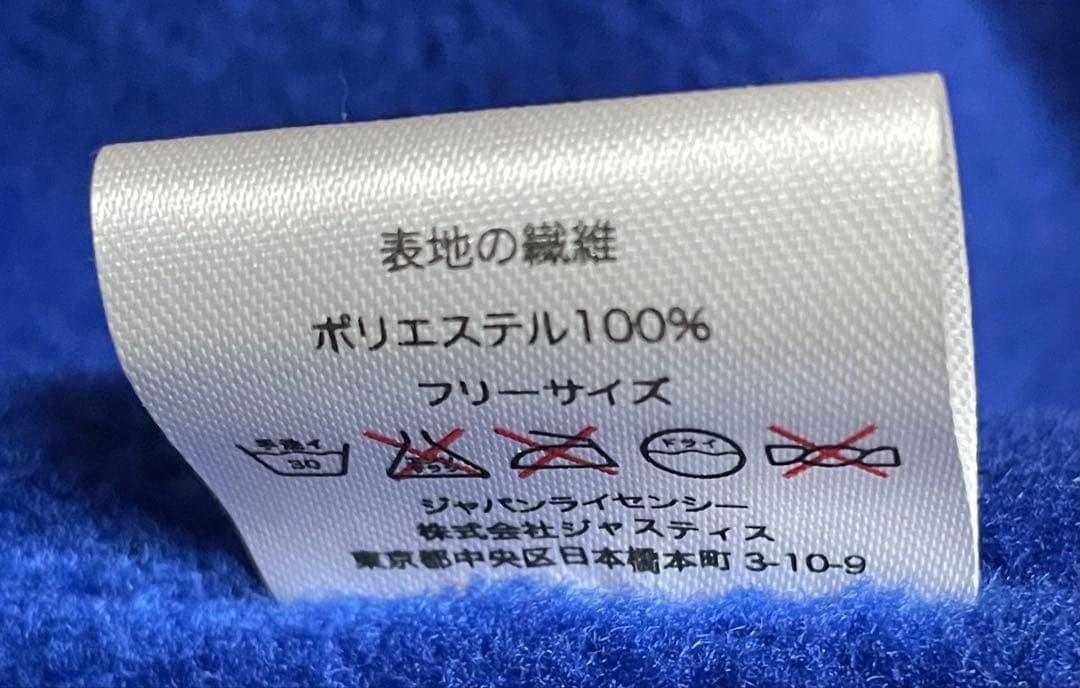 表地の繊維
ポリエステル100%
フリーサイズ
手洗イ 30 ドライ
ジャパンライセンシー
株式会社ジャスティス
東京都中央区日本橋本町 3-10-9